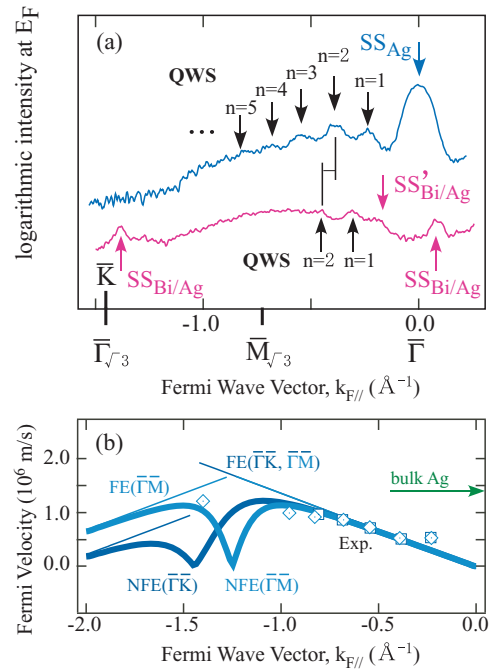 (a)
logarithmic intensity at E_F
QWS
n=5
n=4
n=3
n=2
n=1
SS_Ag
...
SS'_Bi/Ag
QWS
n=2
n=1
SS_Bi/Ag
SS_Bi/Ag
K̅
-1.0
0.0
Γ̅_√3
M̅_√3
Γ̅
Fermi Wave Vector, k_F// (Å⁻¹)
(b)
Fermi Velocity (10⁶ m/s)
2.0
1.0
0.0
FE(Γ̅M̅)
FE(Γ̅K̅, Γ̅M̅)
bulk Ag
Exp.
NFE(Γ̅K̅)
NFE(Γ̅M̅)
-2.0
-1.5
-1.0
-0.5
0.0
Fermi Wave Vector, k_F// (Å⁻¹)